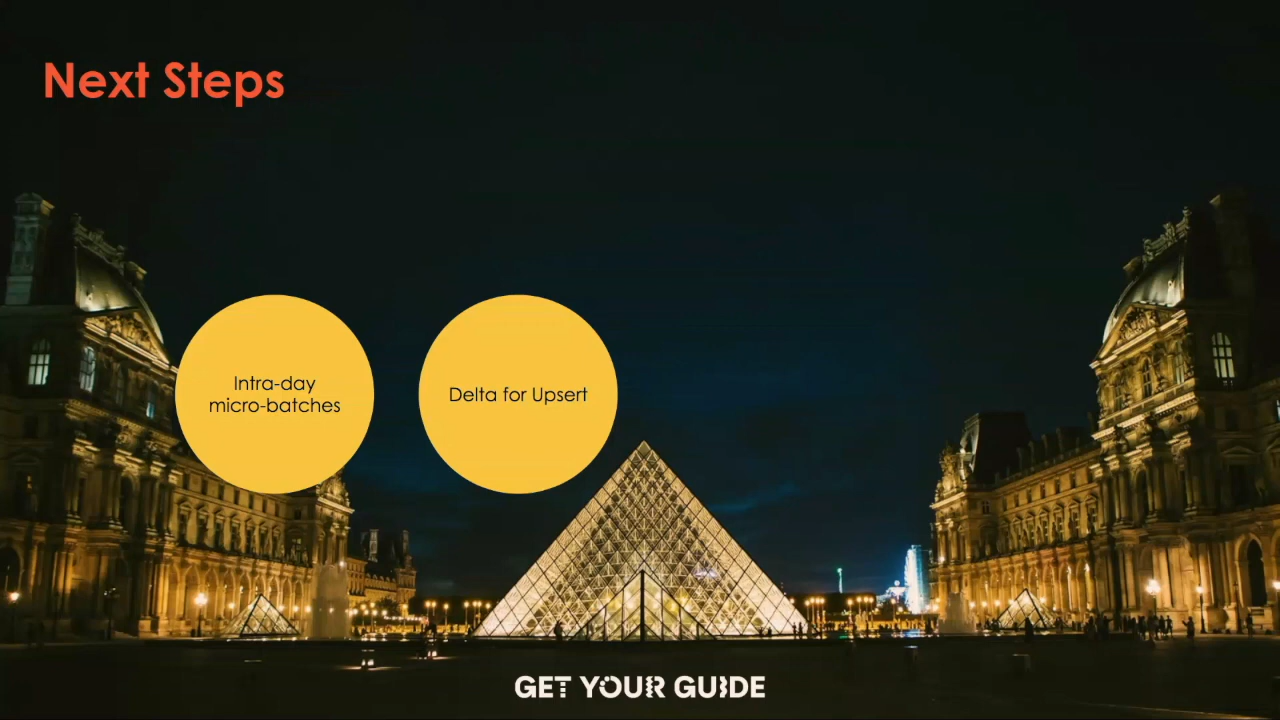 Next Steps
Intra-day
micro-batches
Delta for Upsert
GET YOUR GUIDE